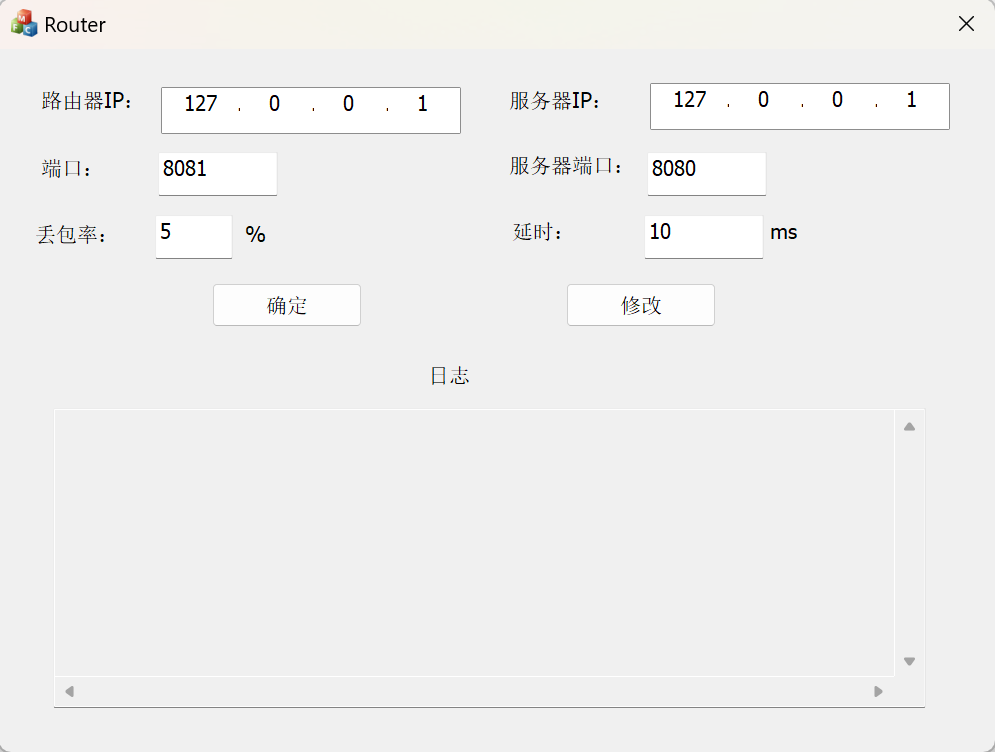 Router
路由器IP： 127 . 0 . 0 . 1 服务器IP： 127 . 0 . 0 . 1
端口： 8081 服务器端口： 8080
丢包率： 5 % 延时： 10 ms
确定 修改
日志